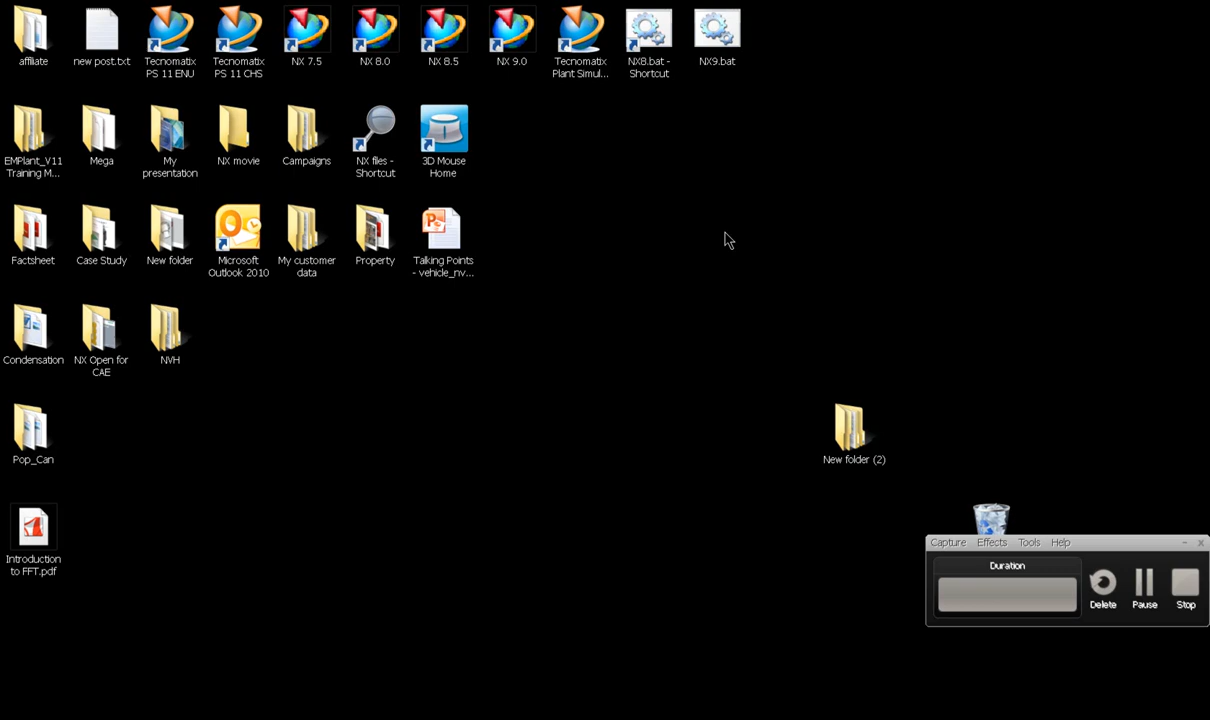 affiliate
new post.txt
Tecnomatix
PS 11 ENU
Tecnomatix
PS 11 CHS
NX 7.5
NX 8.0
NX 8.5
NX 9.0
Tecnomatix
Plant Simul...
NX8.bat -
Shortcut
NX9.bat
EMPlant_V11
Training M...
Mega
My
presentation
NX movie
Campaigns
NX files -
Shortcut
3D Mouse
Home
Factsheet
Case Study
New folder
Microsoft
Outlook 2010
My customer
data
Property
Talking Points
- vehicle_nv...
Condensation
NX Open for
CAE
NVH
Pop_Can
New folder (2)
Introduction
to FFT.pdf
Capture Effects Tools Help
Duration
Delete
Pause
Stop